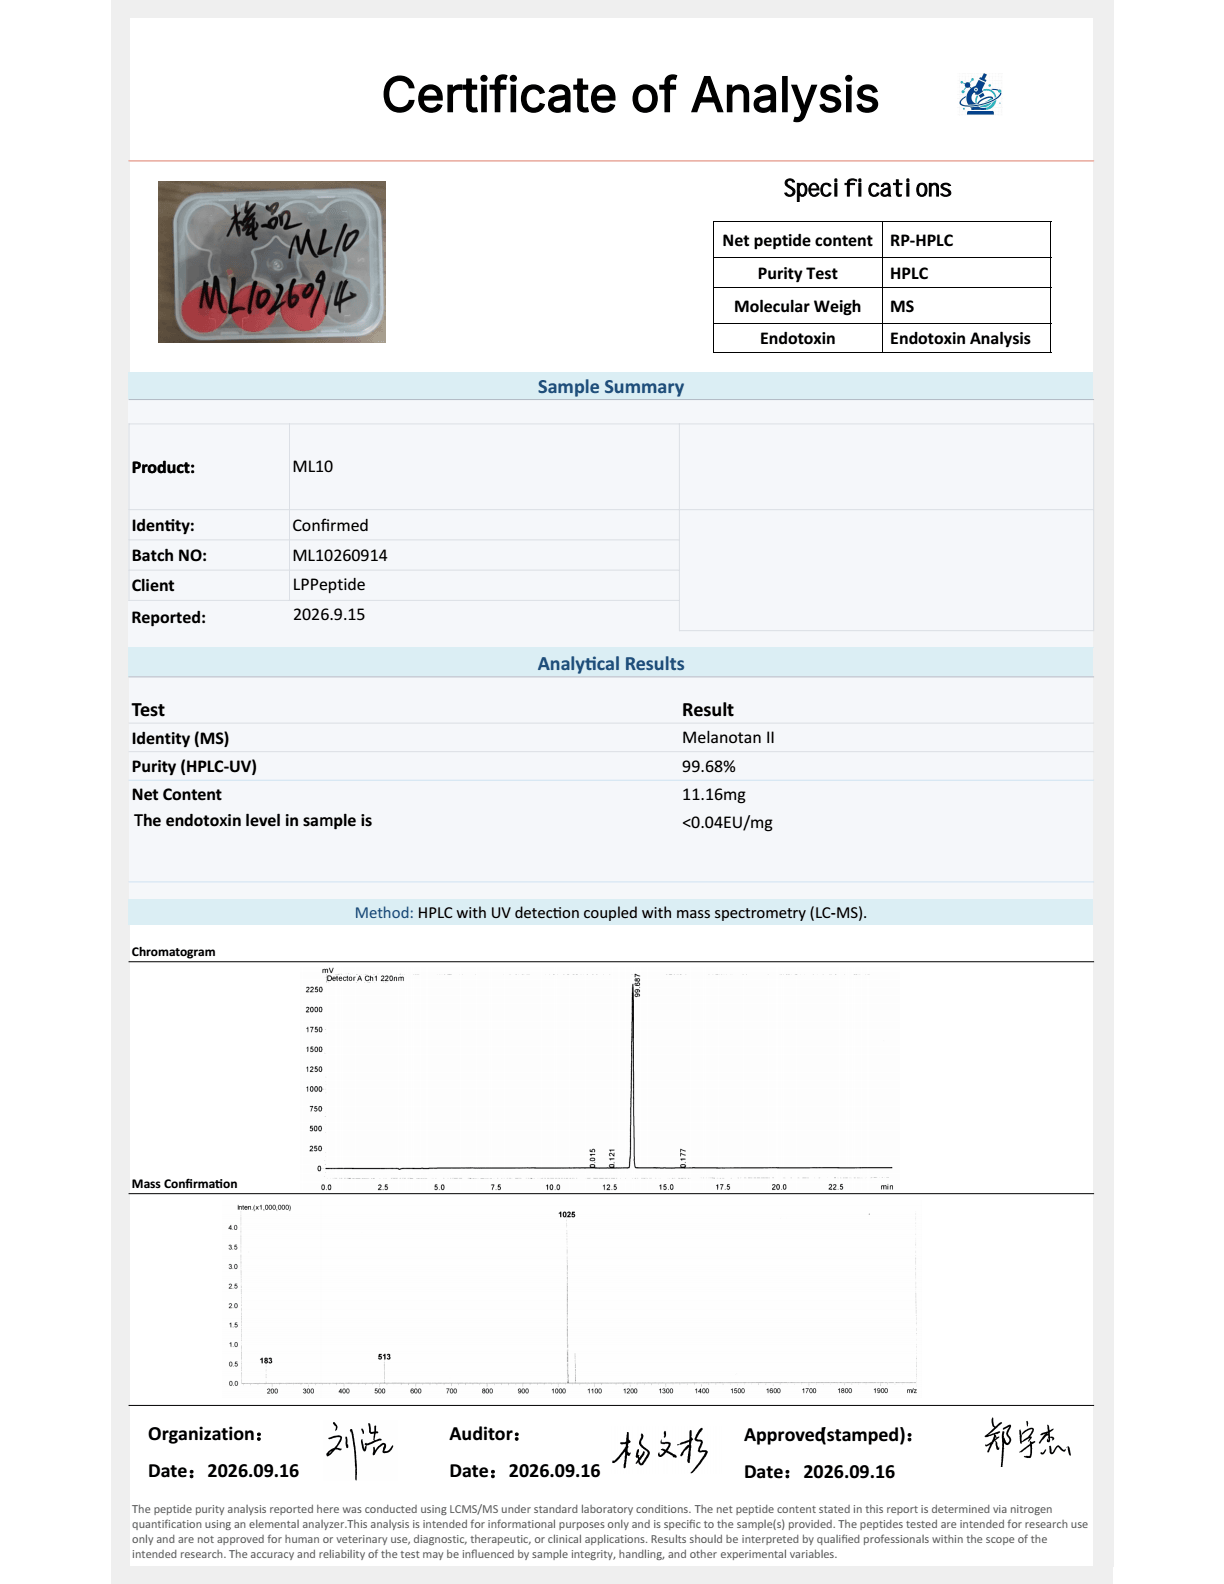 Certificate of Analysis
样品
ML10
ML10260914
Specifications
Net peptide content RP-HPLC
Purity Test HPLC
Molecular Weigh MS
Endotoxin Endotoxin Analysis
Sample Summary
Product: ML10
Identity: Confirmed
Batch NO: ML10260914
Client LPPeptide
Reported: 2026.9.15
Analytical Results
Test Result
Identity (MS) Melanotan II
Purity (HPLC-UV) 99.68%
Net Content 11.16mg
The endotoxin level in sample is <0.04EU/mg
Method: HPLC with UV detection coupled with mass spectrometry (LC-MS).
Chromatogram
mV
Detector A Ch1 220nm
99.687
2250
2000
1750
1500
1250
1000
750
500
250
0
0.015 0.121 0.177
0.0 2.5 5.0 7.5 10.0 12.5 15.0 17.5 20.0 22.5 min
Mass Confirmation
Inten.(x1,000,000)
1025
4.0
3.5
3.0
2.5
2.0
1.5
1.0
0.5
0.0
183 513
200 300 400 500 600 700 800 900 1000 1100 1200 1300 1400 1500 1600 1700 1800 1900 m/z
Organization: 刘浩 Auditor: 杨文杉 Approved(stamped): 郑宇杰
Date: 2026.09.16 Date: 2026.09.16 Date: 2026.09.16
The peptide purity analysis reported here was conducted using LCMS/MS under standard laboratory conditions. The net peptide content stated in this report is determined via nitrogen
quantification using an elemental analyzer.This analysis is intended for informational purposes only and is specific to the sample(s) provided. The peptides tested are intended for research use
only and are not approved for human or veterinary use, diagnostic, therapeutic, or clinical applications. Results should be interpreted by qualified professionals within the scope of the
intended research. The accuracy and reliability of the test may be influenced by sample integrity, handling, and other experimental variables.